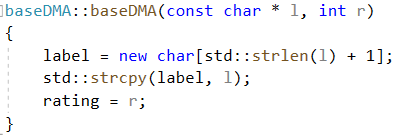 baseDMA::baseDMA(const char * l, int r)
{
    label = new char[std::strlen(l) + 1];
    std::strcpy(label, l);
    rating = r;
}